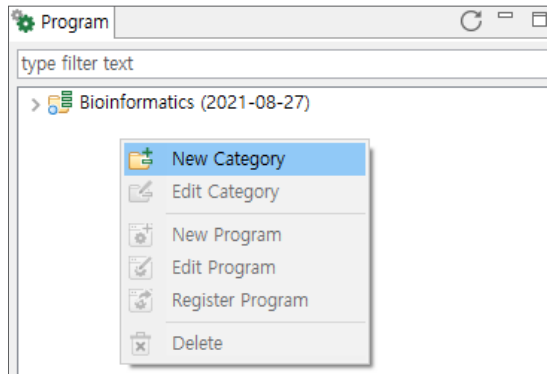 Program
type filter text
Bioinformatics (2021-08-27)
New Category
Edit Category
New Program
Edit Program
Register Program
Delete